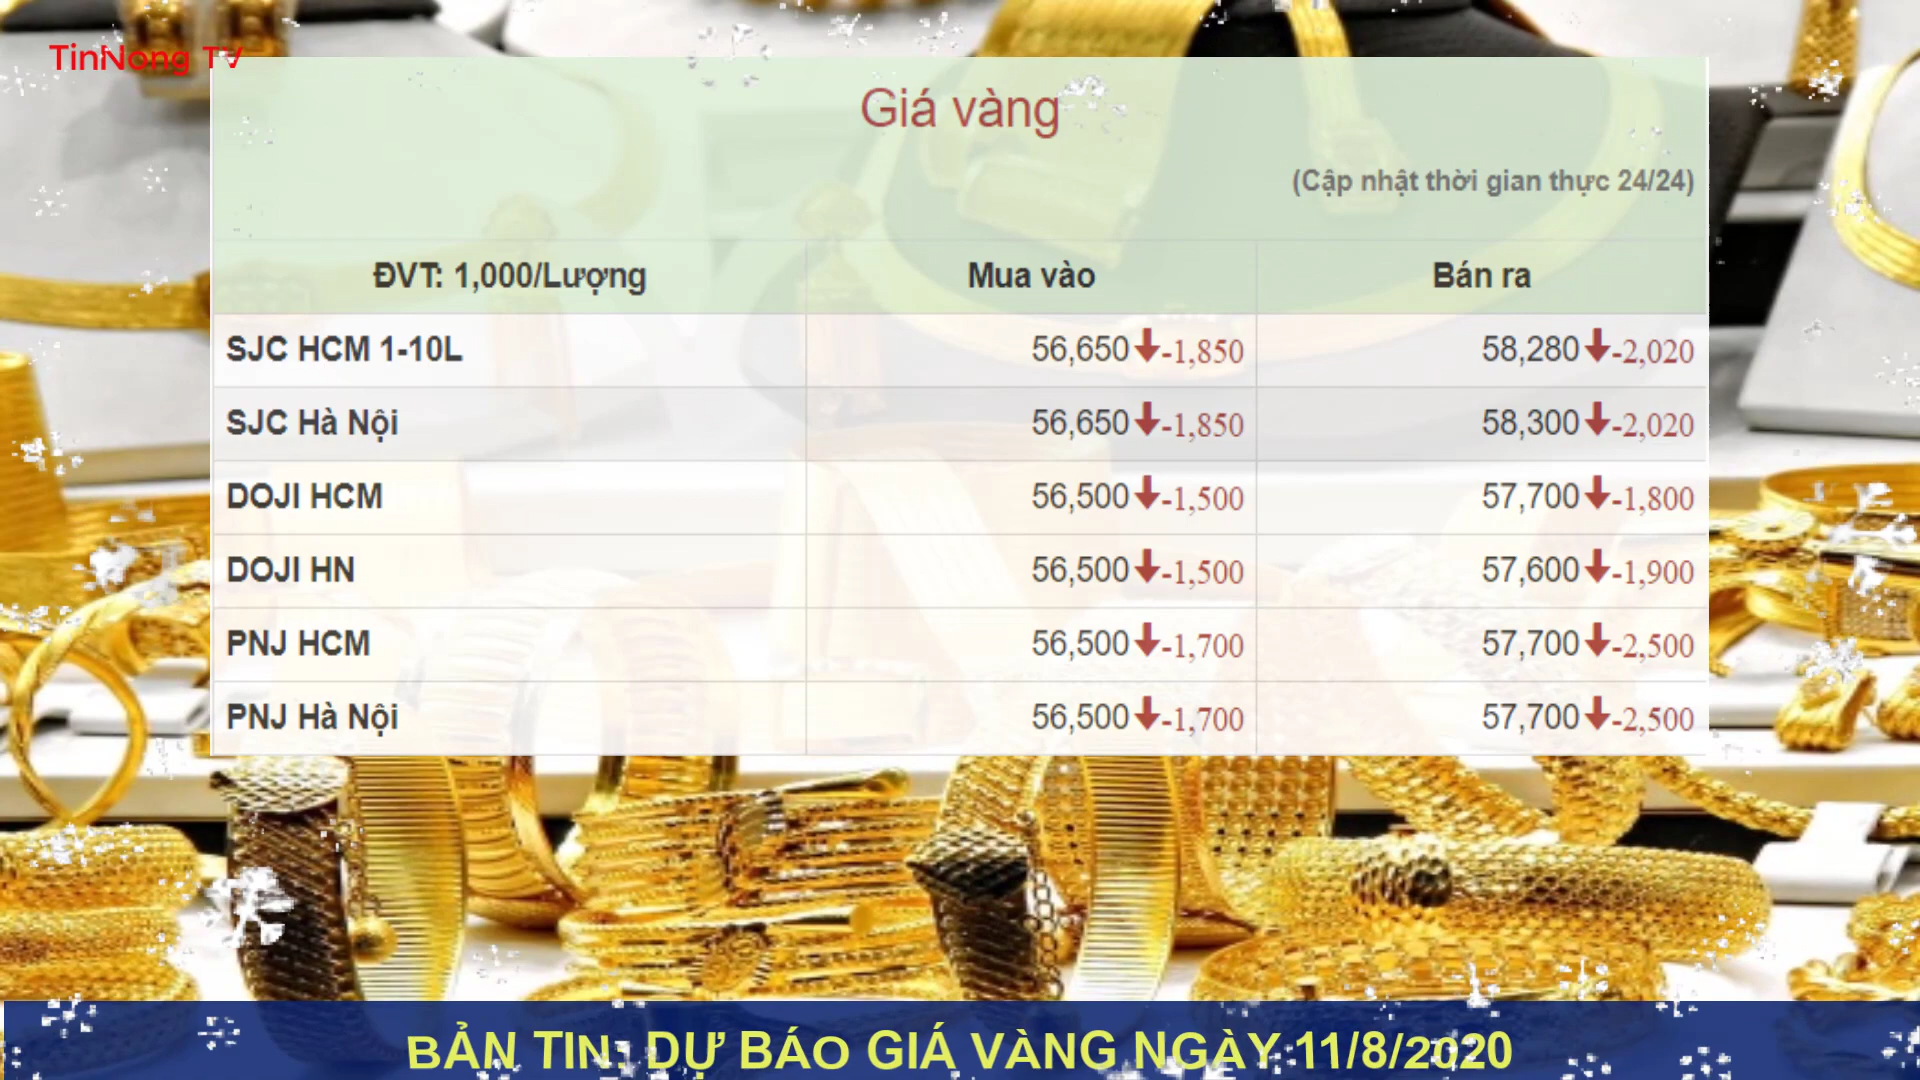 TinNong TV
Giá vàng
(Cập nhật thời gian thực 24/24)
ĐVT: 1,000/Lượng Mua vào Bán ra
SJC HCM 1-10L 56,650 -1,850 58,280 -2,020
SJC Hà Nội 56,650 -1,850 58,300 -2,020
DOJI HCM 56,500 -1,500 57,700 -1,800
DOJI HN 56,500 -1,500 57,600 -1,900
PNJ HCM 56,500 -1,700 57,700 -2,500
PNJ Hà Nội 56,500 -1,700 57,700 -2,500
BẢN TIN: DỰ BÁO GIÁ VÀNG NGÀY 11/8/2020